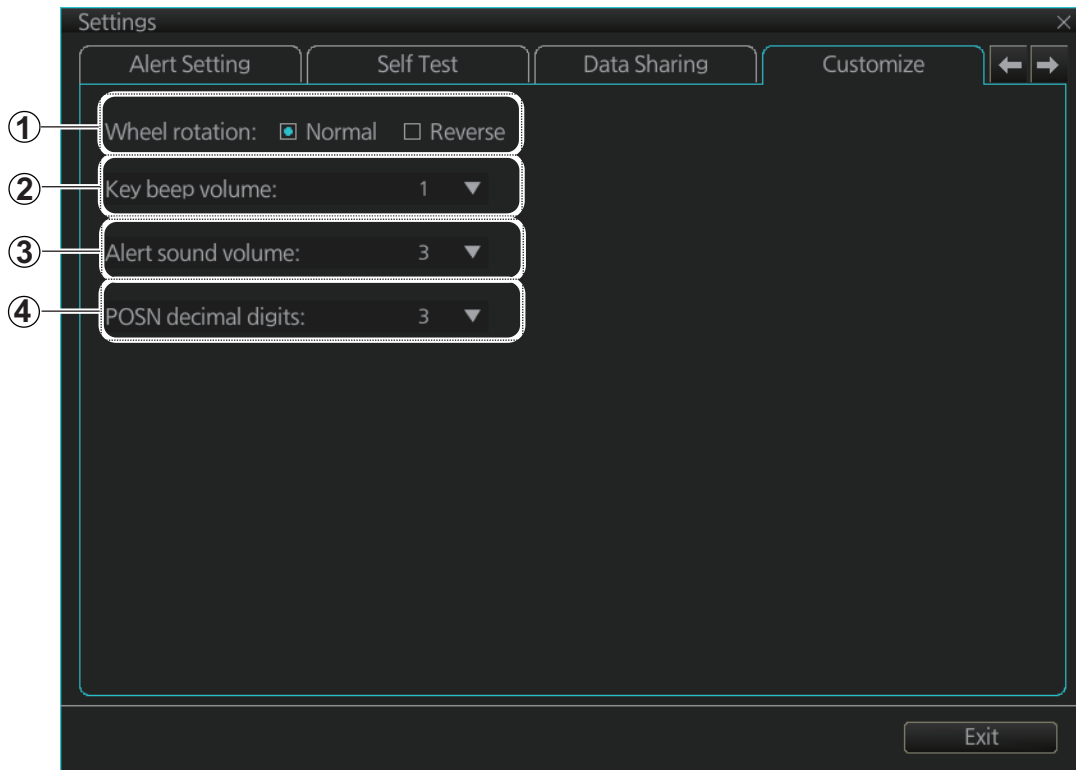 Settings
Alert Setting Self Test Data Sharing Customize
1 Wheel rotation: Normal Reverse
2 Key beep volume: 1
3 Alert sound volume: 3
4 POSN decimal digits: 3
Exit